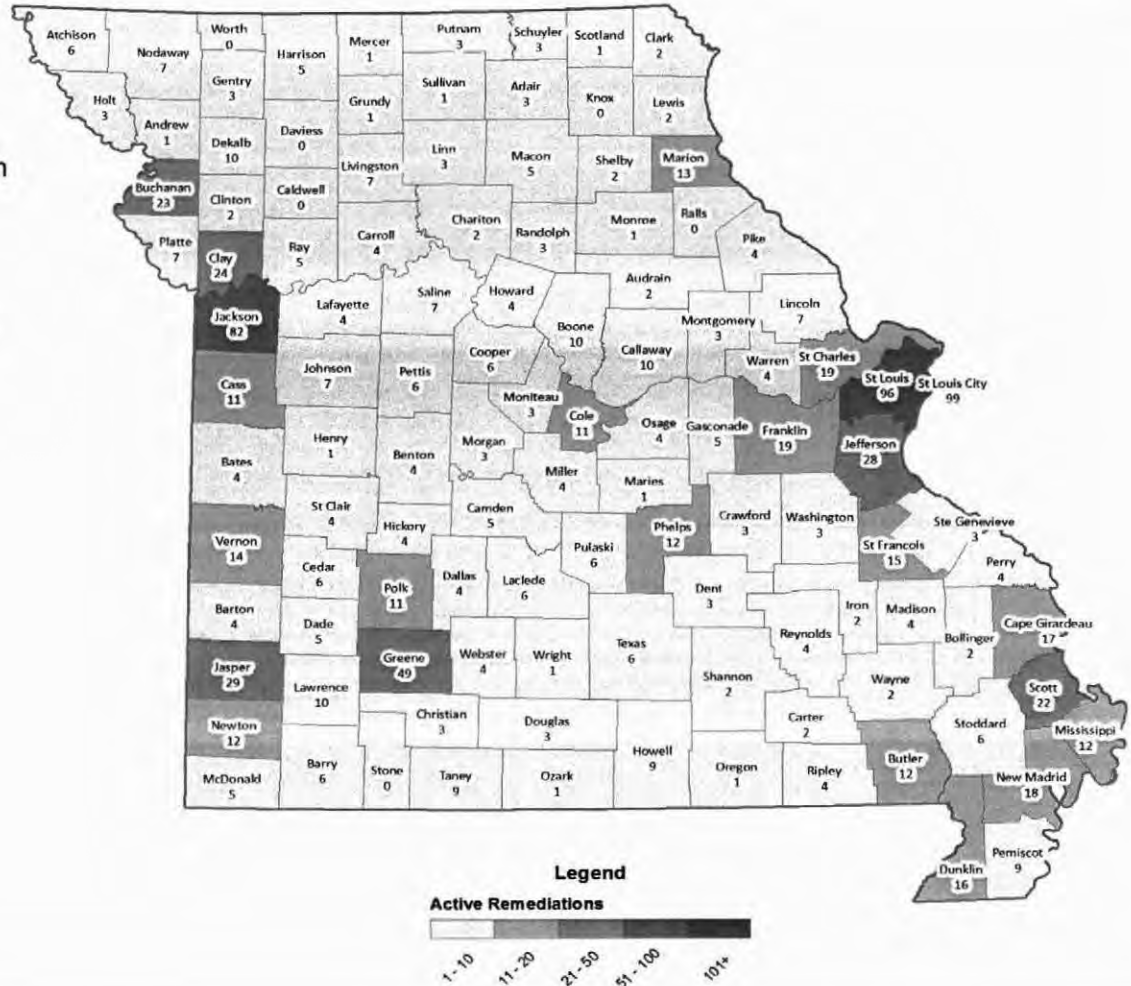 Atchison
6
Nodaway
7
Worth
0
Harrison
5
Mercer
1
Putnam
3
Schuyler
3
Scotland
1
Clark
2
Gentry
3
Sullivan
1
Adair
3
Knox
0
Lewis
2
Holt
3
Andrew
1
Dekalb
10
Daviess
0
Grundy
1
Livingston
7
Linn
3
Macon
5
Shelby
2
Marion
13
n
Buchanan
23
Clinton
2
Caldwell
0
Platte
7
Clay
24
Ray
5
Carroll
4
Chariton
2
Randolph
3
Monroe
1
Ralls
0
Pike
4
Audrain
2
Jackson
82
Lafayette
4
Saline
7
Howard
4
Boone
10
Callaway
10
Montgomery
3
Lincoln
7
Warren
4
St Charles
19
St Louis
96
St Louis City
99
Cass
11
Johnson
7
Pettis
6
Cooper
6
Moniteau
3
Cole
11
Osage
4
Gasconade
5
Franklin
19
Jefferson
28
Bates
4
Henry
1
Benton
4
Morgan
3
Miller
4
Maries
1
Vernon
14
St Clair
4
Hickory
4
Camden
5
Pulaski
6
Phelps
12
Crawford
3
Washington
3
St Francois
15
Ste Genevieve
3
Perry
4
Cedar
6
Polk
11
Dallas
4
Laclede
6
Dent
3
Iron
2
Madison
4
Bollinger
2
Cape Girardeau
17
Barton
4
Dade
5
Greene
49
Webster
4
Wright
1
Texas
6
Reynolds
4
Wayne
2
Scott
22
Jasper
29
Lawrence
10
Christian
3
Douglas
3
Shannon
2
Carter
2
Stoddard
6
Mississippi
12
Newton
12
McDonald
5
Barry
6
Stone
0
Taney
9
Ozark
1
Howell
9
Oregon
1
Ripley
4
Butler
12
New Madrid
18
Dunklin
16
Pemiscot
9
Legend
Active Remediations
1 - 10
11 - 20
21 - 50
51 - 100
101+